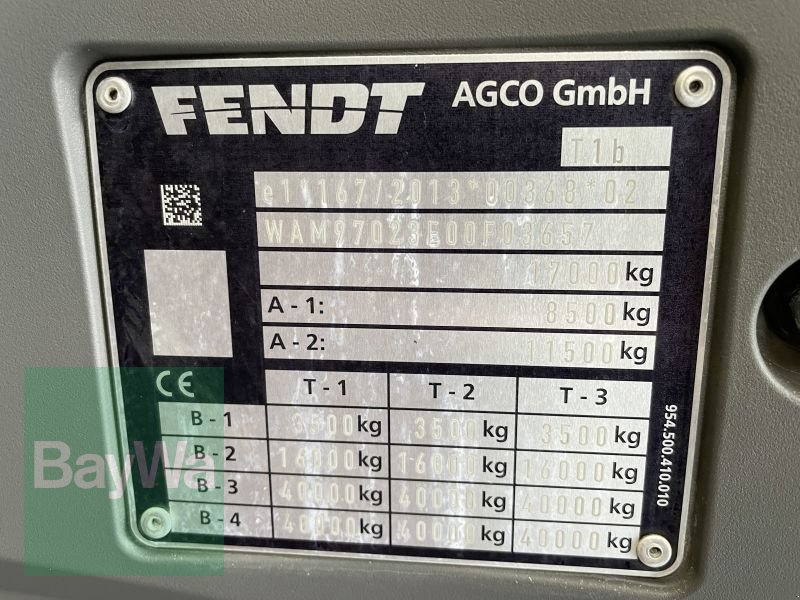 FENDT AGCO GmbH
T1b
e1*167/2013*00368*02
WAM97023E00F03657
17000 kg
A - 1: 8500 kg
A - 2: 11500 kg
CE T - 1 T - 2 T - 3
B - 1 3500 kg 3500 kg 3500 kg
B - 2 16000 kg 16000 kg 16000 kg
B - 3 40000 kg 40000 kg 40000 kg
B - 4 40000 kg 40000 kg 40000 kg
954.500.410.010
BayWa